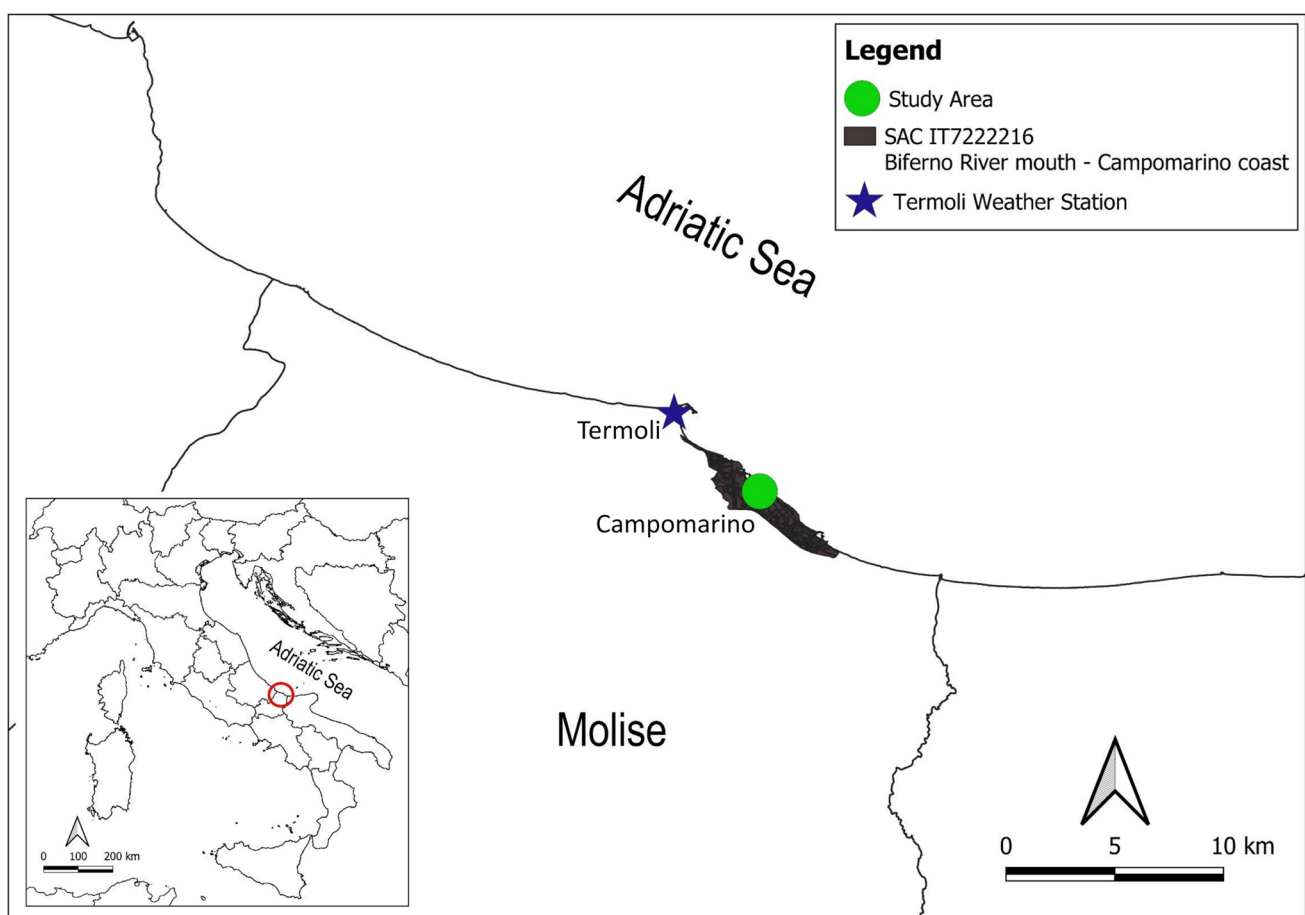 Legend
Study Area
SAC IT7222216
Biferno River mouth - Campomarino coast
Termoli Weather Station
Adriatic Sea
Termoli
Campomarino
Molise
Adriatic Sea
0 100 200 km
0 5 10 km